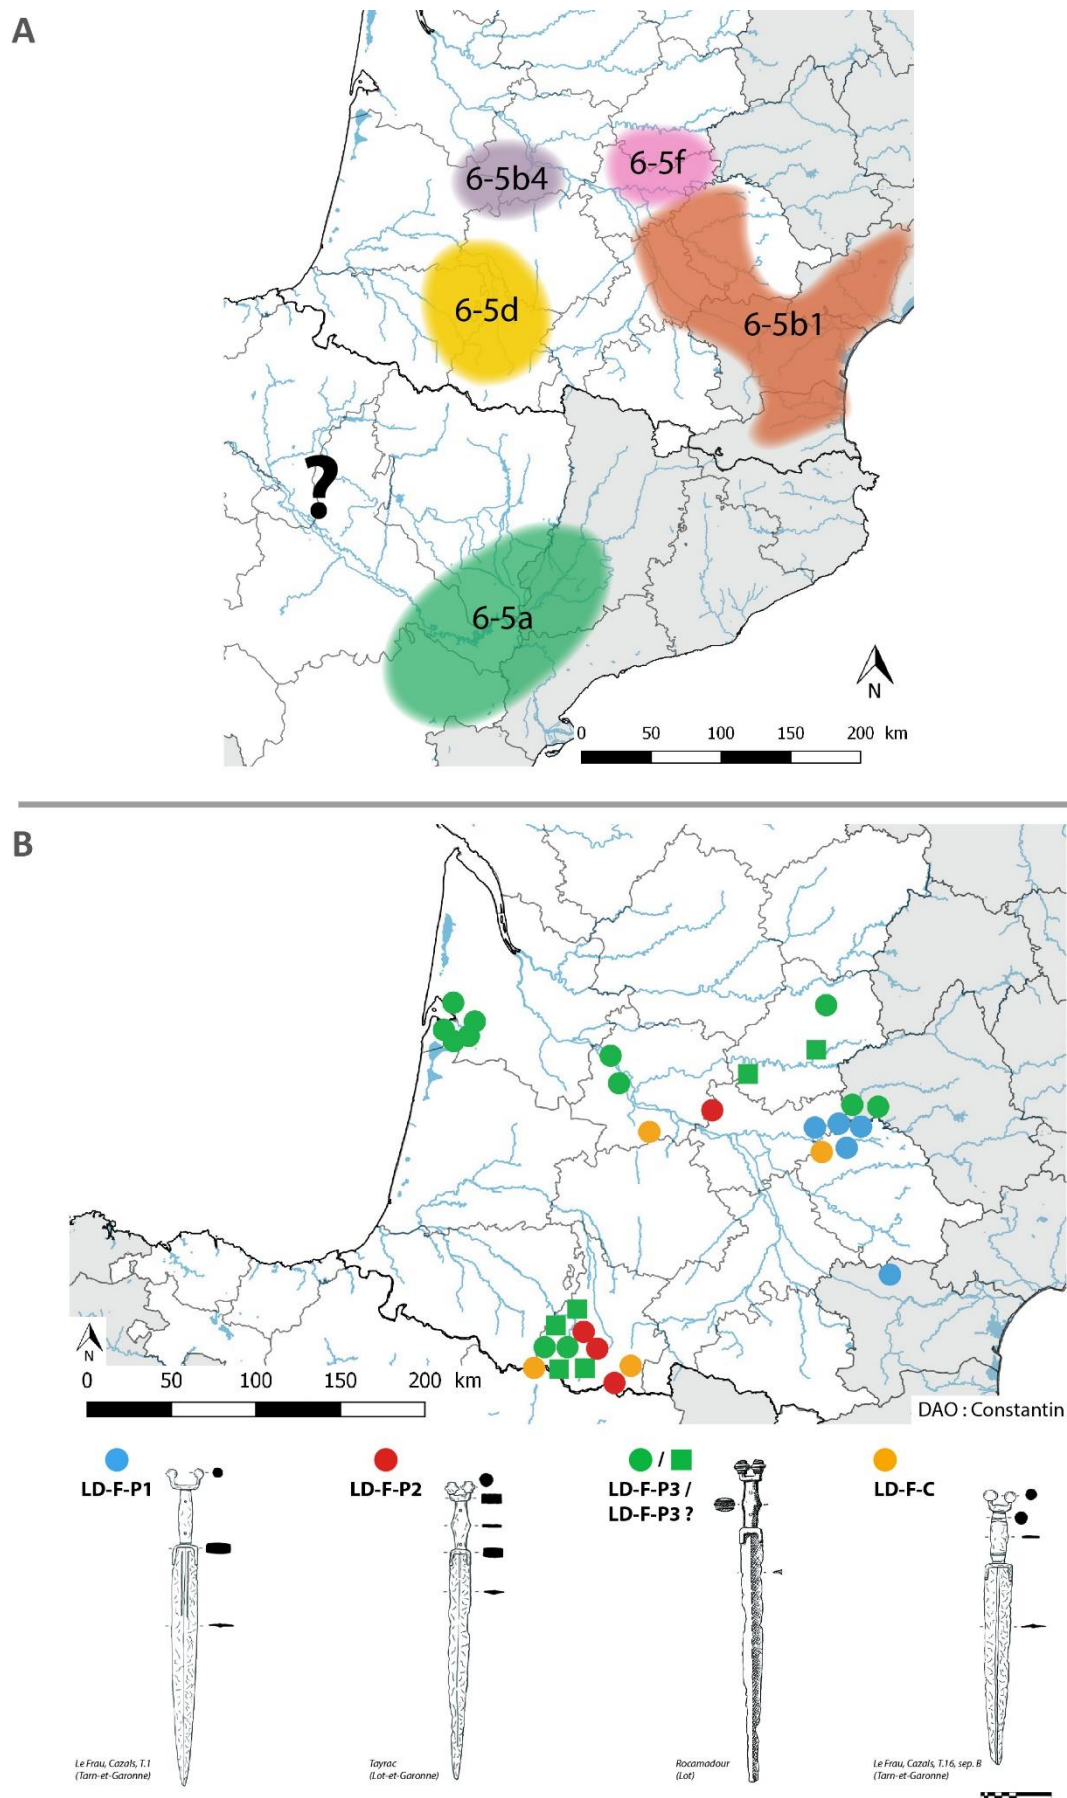 A
6-5b4
6-5f
6-5d
6-5b1
?
6-5a
N
0 50 100 150 200 km
B
N
0 50 100 150 200 km
DAO : Constantin
LD-F-P1
LD-F-P2
/
LD-F-P3 /
LD-F-P3 ?
LD-F-C
Le Frau, Cazals, T.1
(Tarn-et-Garonne)
Tayrac
(Lot-et-Garonne)
Rocamadour
(Lot)
Le Frau, Cazals, T.16, sep. B
(Tarn-et-Garonne)